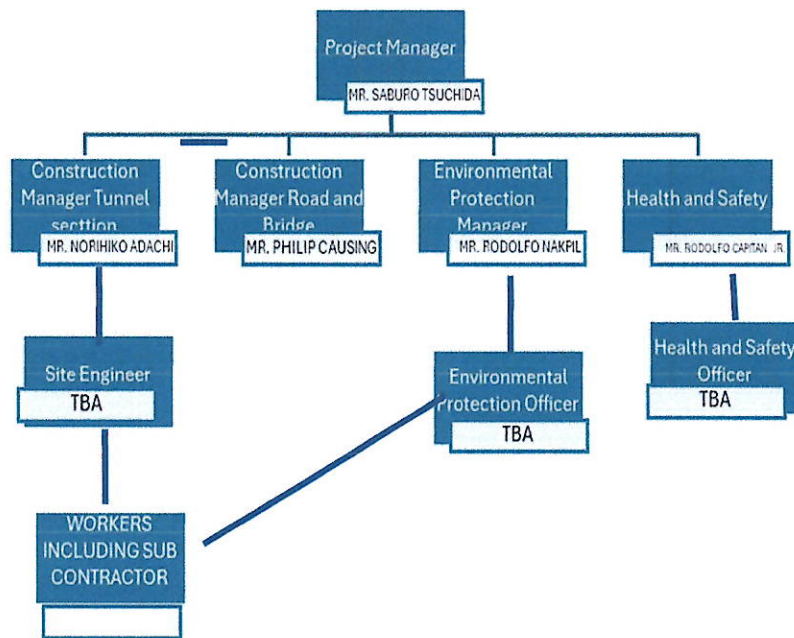 Project Manager
MR. SABURO TSUCHIDA
Construction
Manager Tunnel
secttion
MR. NORIHIKO ADACHI
Construction
Manager Road and
Bridge
MR. PHILIP CAUSING
Environmental
Protection
Manager
MR. RODOLFO NAKPIL
Health and Safety
MR. RODOLFO CAPITAN JR.
Site Engineer
TBA
Environmental
Protection Officer
TBA
Health and Safety
Officer
TBA
WORKERS
INCLUDING SUB
CONTRACTOR